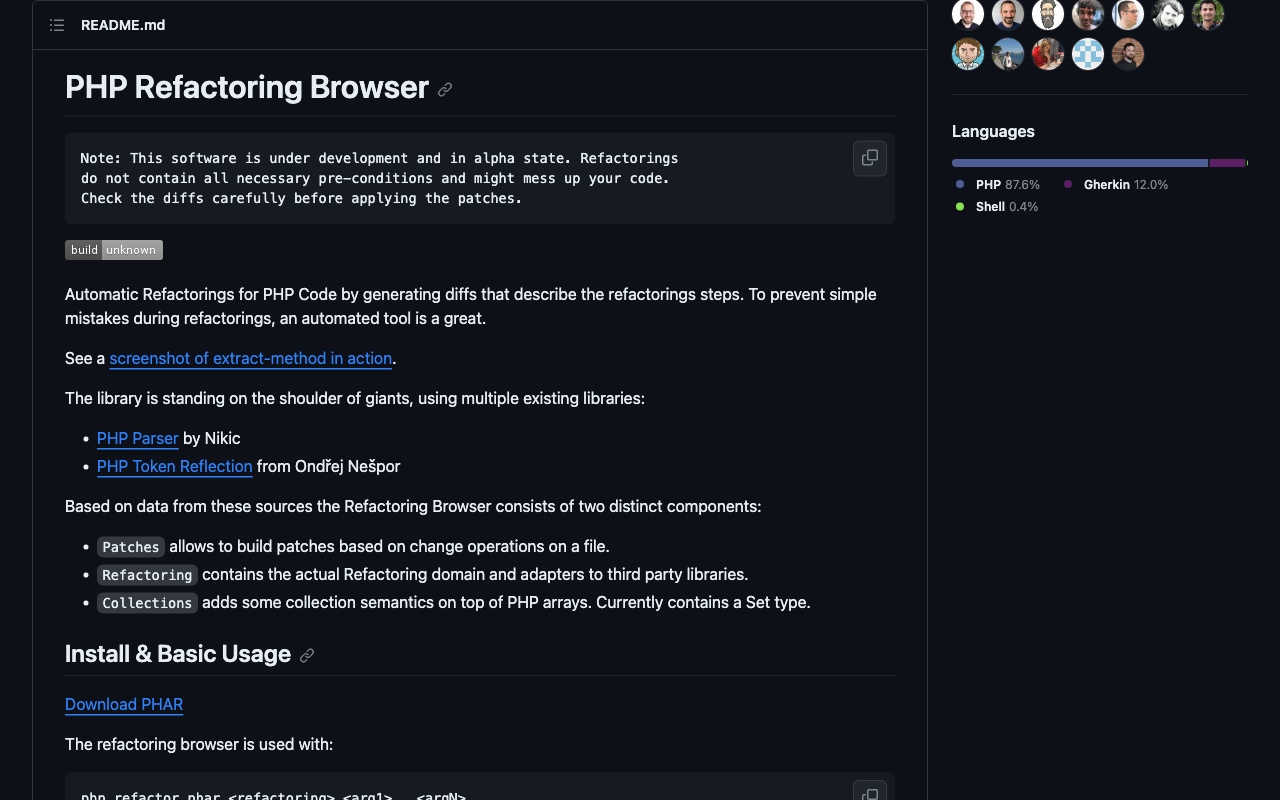 README.md
PHP Refactoring Browser
Note: This software is under development and in alpha state. Refactorings
do not contain all necessary pre-conditions and might mess up your code.
Check the diffs carefully before applying the patches.
build unknown
Automatic Refactorings for PHP Code by generating diffs that describe the refactorings steps. To prevent simple
mistakes during refactorings, an automated tool is a great.
See a screenshot of extract-method in action.
The library is standing on the shoulder of giants, using multiple existing libraries:
• PHP Parser by Nikic
• PHP Token Reflection from Ondřej Nešpor
Based on data from these sources the Refactoring Browser consists of two distinct components:
• Patches allows to build patches based on change operations on a file.
• Refactoring contains the actual Refactoring domain and adapters to third party libraries.
• Collections adds some collection semantics on top of PHP arrays. Currently contains a Set type.
Install & Basic Usage
Download PHAR
The refactoring browser is used with:
php refactor.phar <refactoring> <arg1>...<argN>
Languages
PHP 87.6%
Gherkin 12.0%
Shell 0.4%